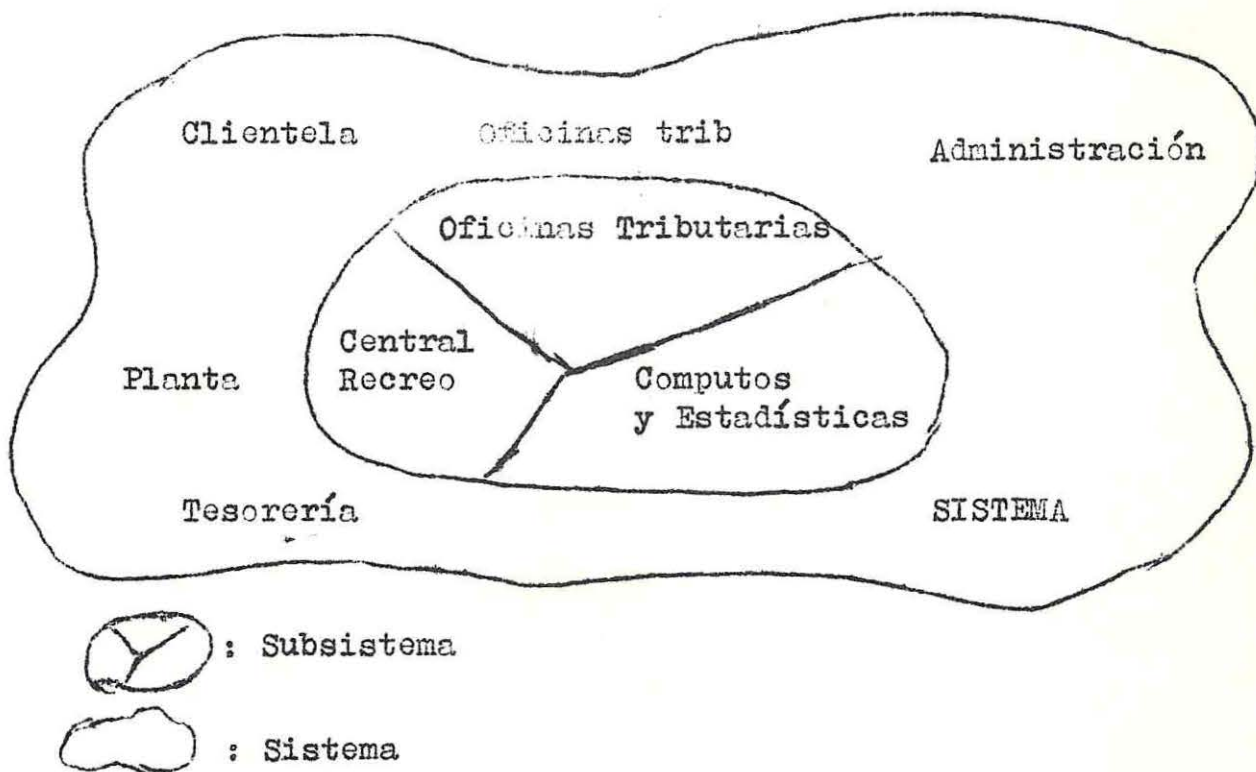 Clientela
Oficinas trib
Administración
Oficinas Tributarias
Central
Recreo
Planta
Computos
y Estadísticas
Tesorería
SISTEMA
: Subsistema
: Sistema